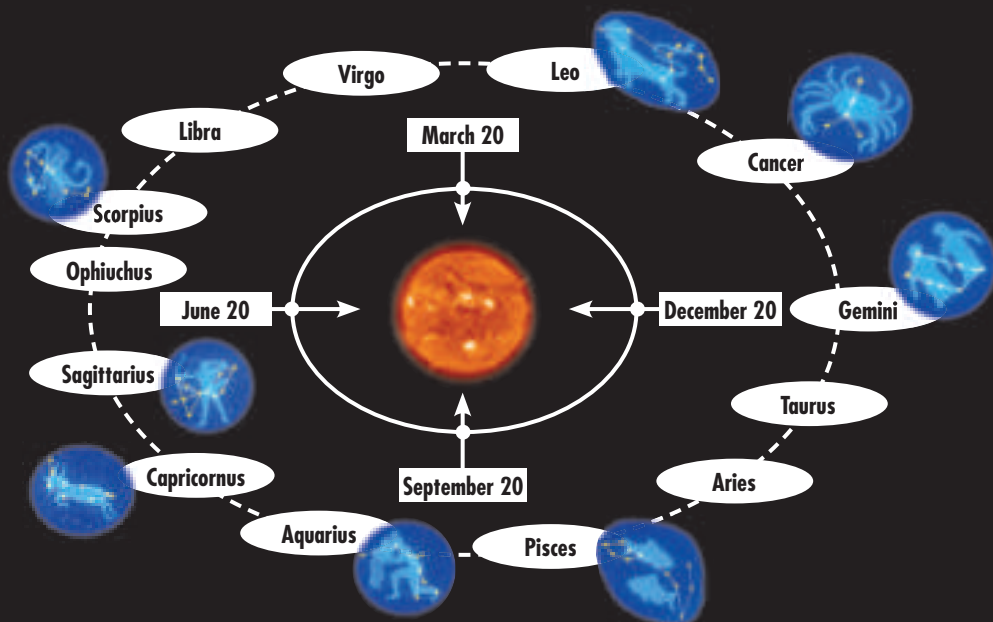 Virgo
Leo
Libra
March 20
Cancer
Scorpius
Ophiuchus
June 20
December 20
Gemini
Sagittarius
Taurus
Capricornus
September 20
Aries
Aquarius
Pisces